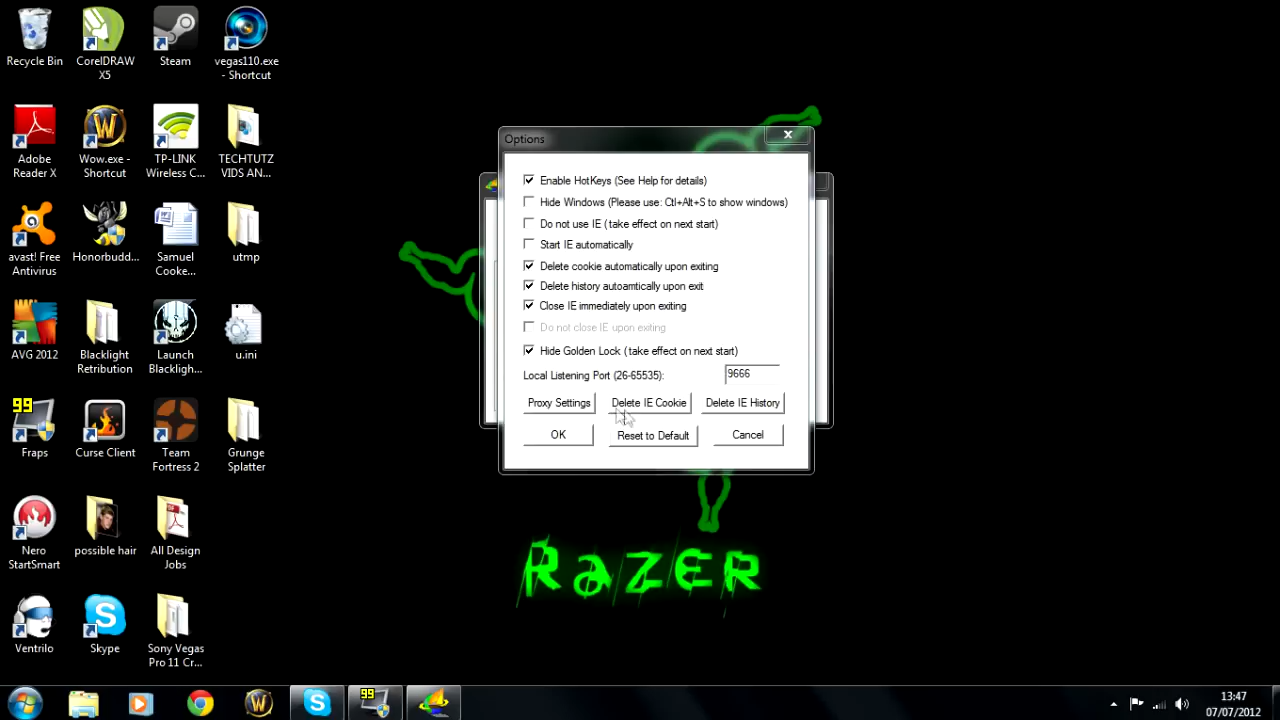 Recycle Bin
CorelDRAW
X5
Steam
vegas110.exe
- Shortcut
Adobe
Reader X
Wow.exe -
Shortcut
TP-LINK
Wireless C...
TECHTUTZ
VIDS AN...
avast! Free
Antivirus
Honorbudd...
Samuel
Cooke...
utmp
AVG 2012
Blacklight
Retribution
Launch
Blackligh...
u.ini
99
Fraps
Curse Client
Team
Fortress 2
Grunge
Splatter
Nero
StartSmart
possible hair
All Design
Jobs
Ventrilo
Skype
Sony Vegas
Pro 11 Cr...
Options
Enable HotKeys (See Help for details)
Hide Windows (Please use: Ctl+Alt+S to show windows)
Do not use IE (take effect on next start)
Start IE automatically
Delete cookie automatically upon exiting
Delete history autoamtically upon exit
Close IE immediately upon exiting
Do not close IE upon exiting
Hide Golden Lock (take effect on next start)
Local Listening Port (26-65535): 9666
Proxy Settings Delete IE Cookie Delete IE History
OK Reset to Default Cancel
RAZER
99
13:47
07/07/2012